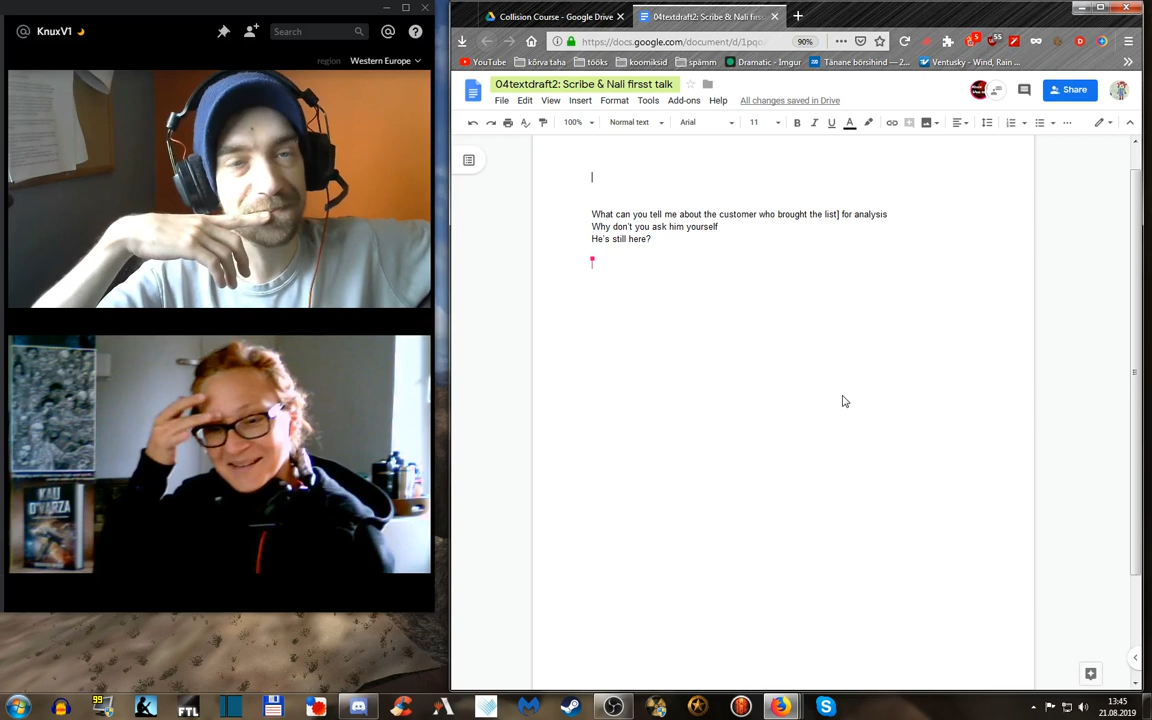 KnuxV1
Search
region
Western Europe
KALI
D'VARZA
Collision Course - Google Drive
04textdraft2: Scribe & Nali firss
https://docs.google.com/document/d/1pqo
90%
5
55
YouTube
kõrva taha
tööks
koomiksid
spämm
Dramatic - Imgur
Tänane börsihind — 2...
Ventusky - Wind, Rain ...
04textdraft2: Scribe & Nali firsst talk
File
Edit
View
Insert
Format
Tools
Add-ons
Help
All changes saved in Drive
Share
100%
Normal text
Arial
11
B
I
U
A
What can you tell me about the customer who brought the list] for analysis
Why don't you ask him yourself
He's still here?
99
FTL
13:45
21.08.2019